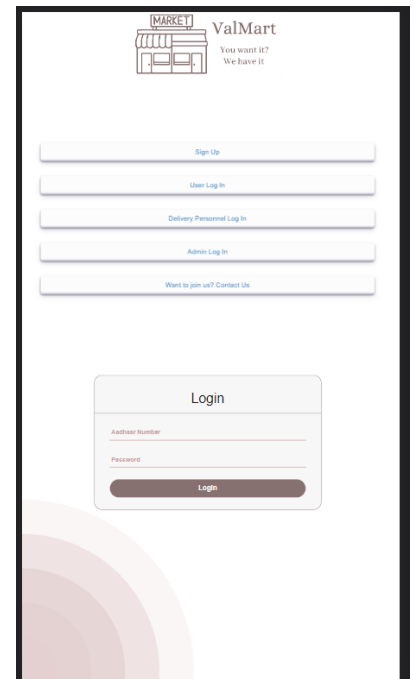 MARKET
ValMart
You want it?
We have it
Sign Up
User Log In
Delivery Personnel Log In
Admin Log In
Want to join us? Contact Us
Login
Aadhaar Number
Password
Login